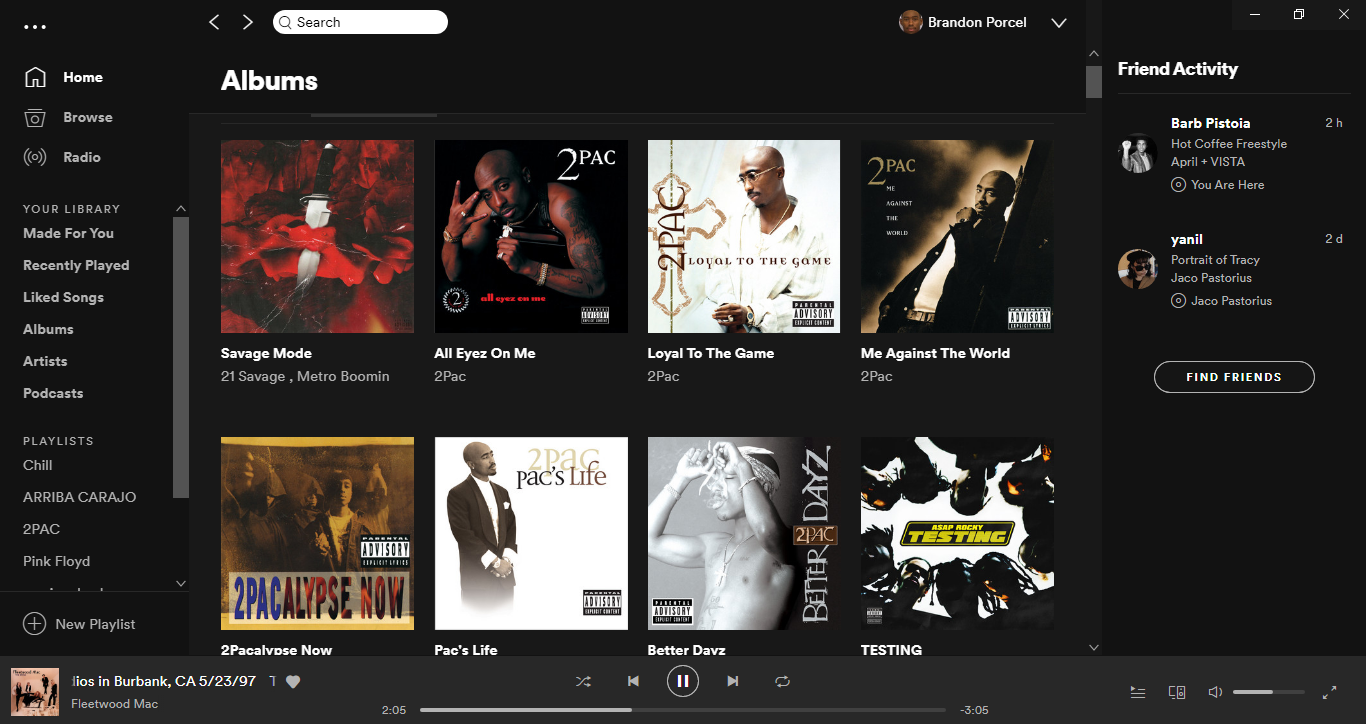 Search
Brandon Porcel
Home
Browse
Radio
YOUR LIBRARY
Made For You
Recently Played
Liked Songs
Albums
Artists
Podcasts
PLAYLISTS
Chill
ARRIBA CARAJO
2PAC
Pink Floyd
New Playlist
Albums
2PAC
all eyez on me
2
PARENTAL
ADVISORY
EXPLICIT CONTENT
2PAC
LOYAL TO THE GAME
PARENTAL
ADVISORY
EXPLICIT CONTENT
2PAC
ME
AGAINST
THE
WORLD
PARENTAL
ADVISORY
EXPLICIT LYRICS
Savage Mode
21 Savage , Metro Boomin
All Eyez On Me
2Pac
Loyal To The Game
2Pac
Me Against The World
2Pac
PARENTAL
ADVISORY
EXPLICIT LYRICS
2PACALYPSE NOW
2PAC
PAC'S LIFE
PARENTAL
ADVISORY
EXPLICIT CONTENT
BETTER DAYZ
2PAC
PARENTAL
ADVISORY
EXPLICIT CONTENT
ASAP ROCKY
TESTING
2Pacalypse Now
Pac's Life
Better Dayz
TESTING
Friend Activity
Barb Pistoia
2 h
Hot Coffee Freestyle
April + VISTA
You Are Here
yanil
2 d
Portrait of Tracy
Jaco Pastorius
Jaco Pastorius
FIND FRIENDS
Fleetwood Mac
dios in Burbank, CA 5/23/97 T
Fleetwood Mac
2:05
-3:05